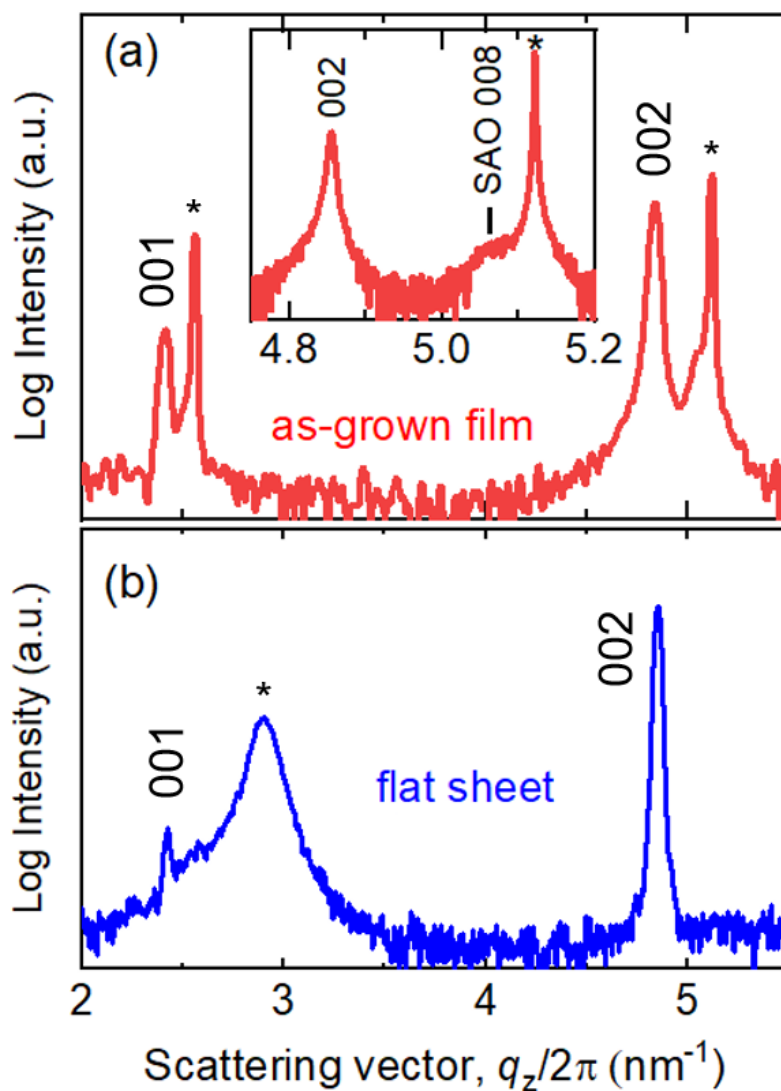 (a)
Log Intensity (a.u.)
001
*
002
SAO 008
*
4.8 5.0 5.2
002
*
as-grown film
(b)
Log Intensity (a.u.)
001
*
flat sheet
002
2 3 4 5
Scattering vector, q_z/2π (nm⁻¹)